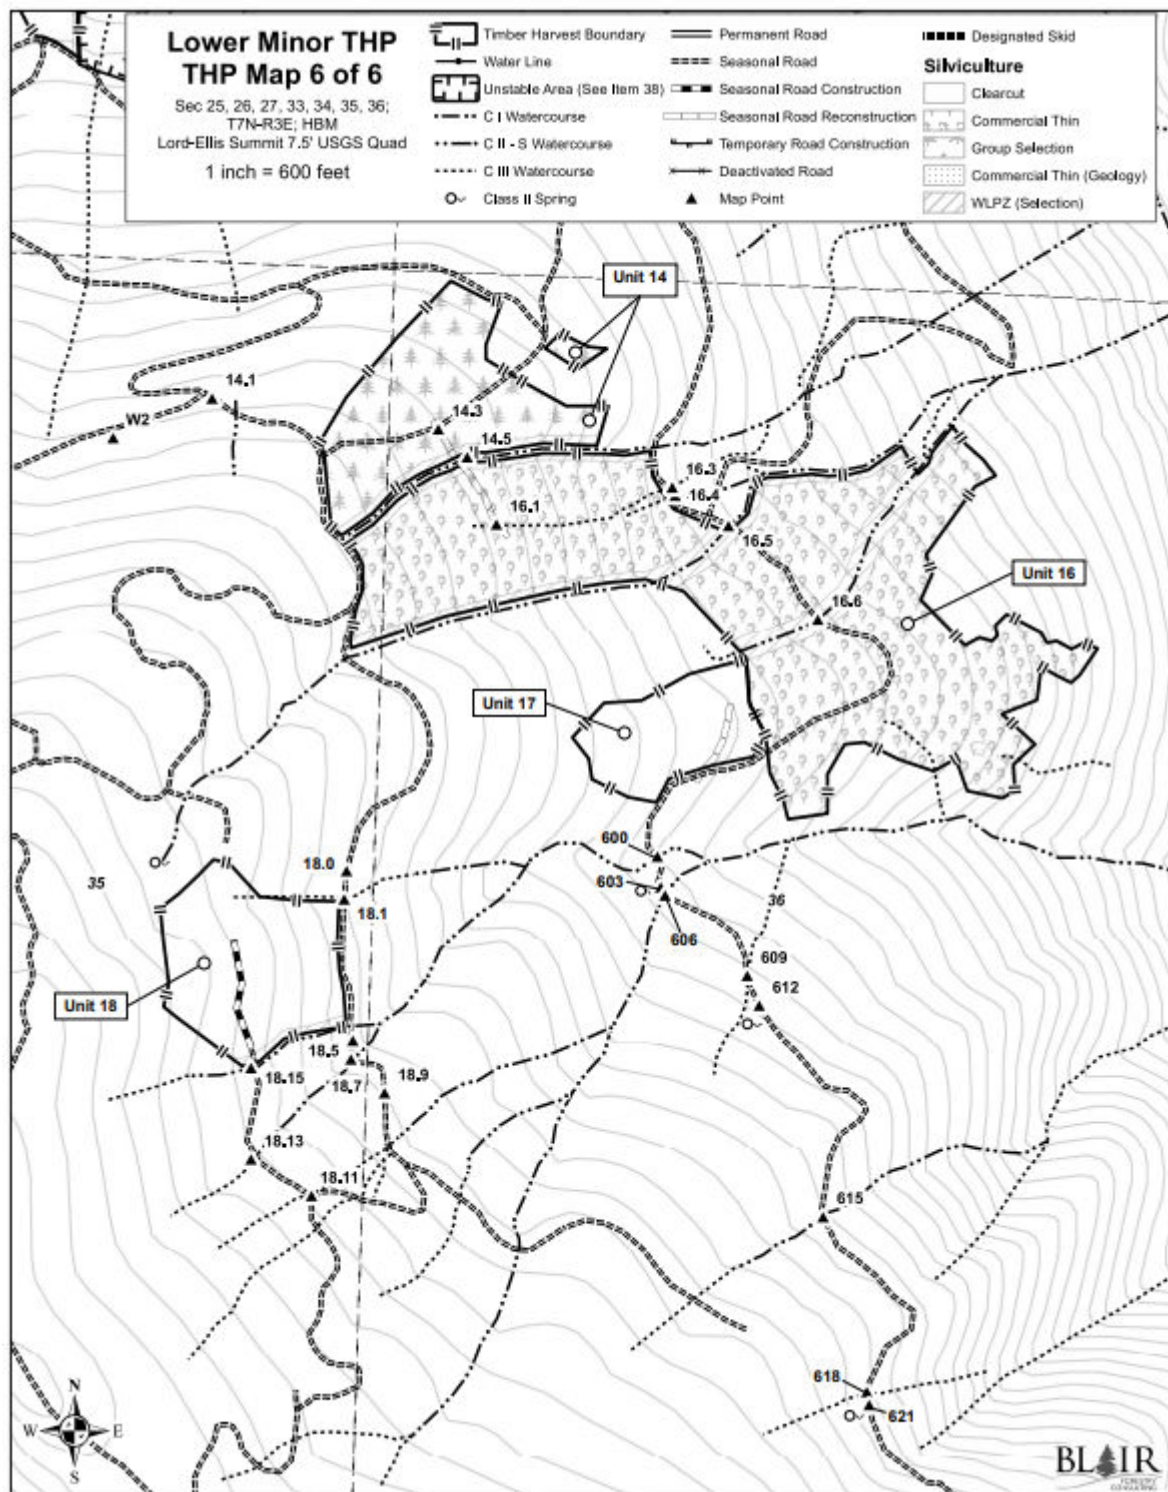 Lower Minor THP
THP Map 6 of 6
Sec 25, 26, 27, 33, 34, 35, 36;
T7N-R3E; HBM
Lord-Ellis Summit 7.5' USGS Quad
1 inch = 600 feet
Timber Harvest Boundary
Water Line
Unstable Area (See Item 38)
C I Watercourse
C II - S Watercourse
C III Watercourse
Class II Spring
Permanent Road
Seasonal Road
Seasonal Road Construction
Seasonal Road Reconstruction
Temporary Road Construction
Deactivated Road
Map Point
Designated Skid
Silviculture
Clearcut
Commercial Thin
Group Selection
Commercial Thin (Geology)
WLPZ (Selection)
Unit 14
14.1
W2
14.3
14.5
16.3
16.4
16.1
16.5
Unit 16
16.6
Unit 17
600
18.0
35
603
18.1
36
606
609
612
Unit 18
18.5
18.15
18.7
18.9
18.13
18.11
615
618
621
N
W
E
S
BLAIR
FORESTRY
CONSULTING